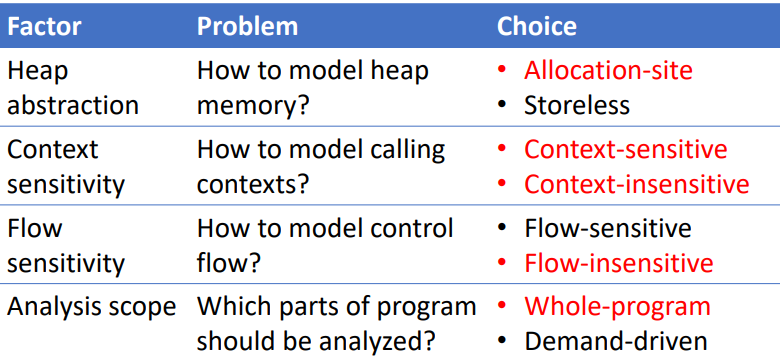 Factor Problem Choice
Heap abstraction How to model heap memory? • Allocation-site
• Storeless
Context sensitivity How to model calling contexts? • Context-sensitive
• Context-insensitive
Flow sensitivity How to model control flow? • Flow-sensitive
• Flow-insensitive
Analysis scope Which parts of program should be analyzed? • Whole-program
• Demand-driven